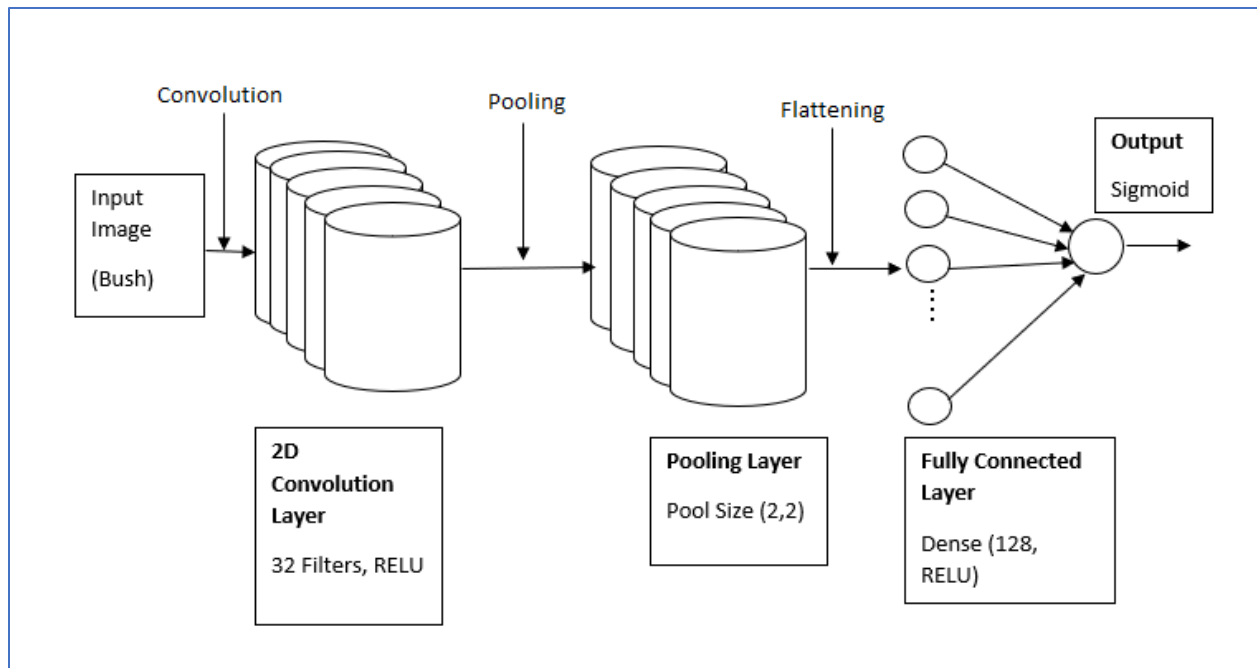 Convolution
Pooling
Flattening
Input
Image
(Bush)
Output
Sigmoid
2D
Convolution
Layer
32 Filters, RELU
Pooling Layer
Pool Size (2,2)
Fully Connected
Layer
Dense (128,
RELU)